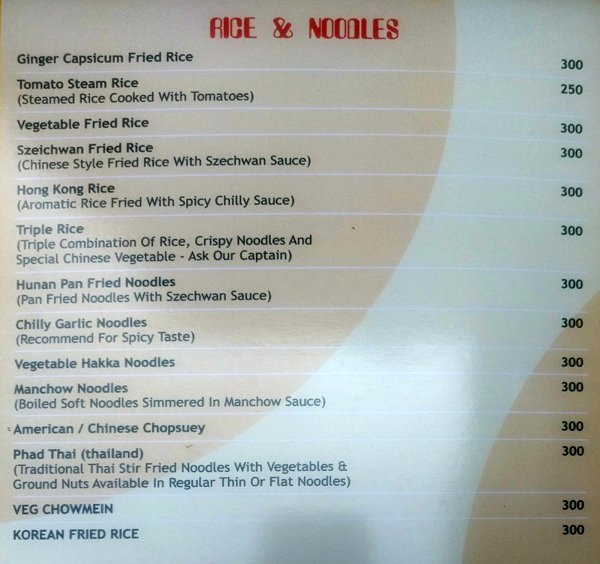 RICE & NOODLES
Ginger Capsicum Fried Rice 300
Tomato Steam Rice 250
(Steamed Rice Cooked With Tomatoes)
Vegetable Fried Rice 300
Szeichwan Fried Rice 300
(Chinese Style Fried Rice With Szechwan Sauce)
Hong Kong Rice 300
(Aromatic Rice Fried With Spicy Chilly Sauce)
Triple Rice 300
(Triple Combination Of Rice, Crispy Noodles And
Special Chinese Vegetable - Ask Our Captain)
Hunan Pan Fried Noodles 300
(Pan Fried Noodles With Szechwan Sauce)
Chilly Garlic Noodles 300
(Recommend For Spicy Taste)
Vegetable Hakka Noodles 300
Manchow Noodles 300
(Boiled Soft Noodles Simmered In Manchow Sauce)
American / Chinese Chopsuey 300
Phad Thai (thailand) 300
(Traditional Thai Stir Fried Noodles With Vegetables &
Ground Nuts Available In Regular Thin Or Flat Noodles)
VEG CHOWMEIN 300
KOREAN FRIED RICE 300